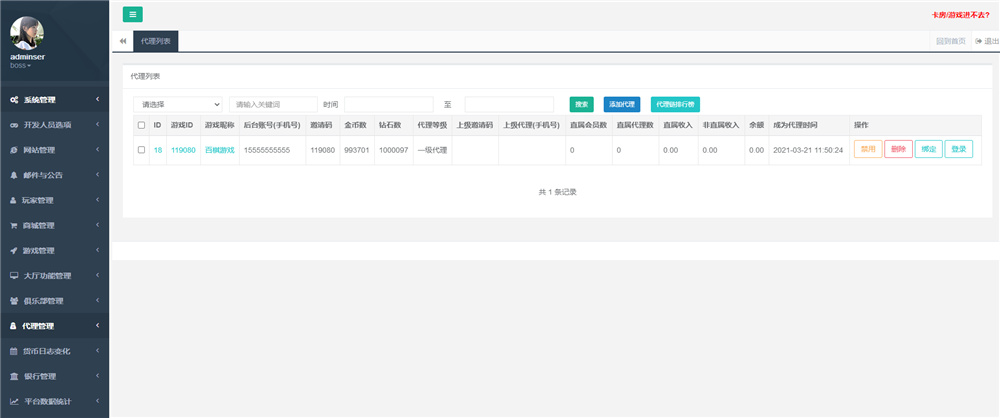 adminser
boss
系统管理
开发人员选项
网站管理
邮件与公告
玩家管理
商城管理
游戏管理
大厅功能管理
俱乐部管理
代理管理
货币日志变化
银行管理
平台数据统计
卡房/游戏进不去?
代理列表
回到首页 退出
代理列表
请选择 请输入关键词 时间 至 搜索 添加代理 代理链排行榜
ID 游戏ID 游戏昵称 后台账号(手机号) 邀请码 金币数 钻石数 代理等级 上级邀请码 上级代理(手机号) 直属会员数 直属代理数 直属收入 非直属收入 余额 成为代理时间 操作
18 119080 百棋游戏 15555555555 119080 993701 1000097 一级代理 0 0 0.00 0.00 0.00 2021-03-21 11:50:24 禁用 删除 绑定 登录
共 1 条记录